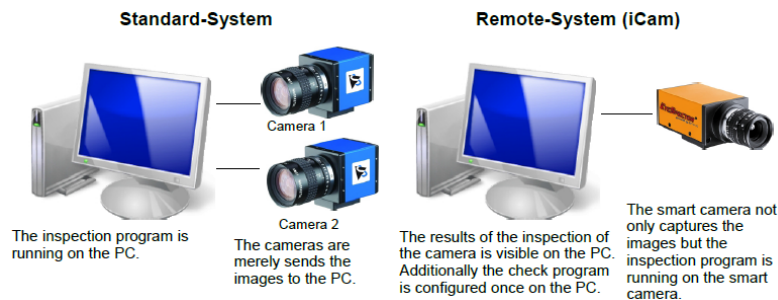 Standard-System
Remote-System (iCam)
Camera 1
Camera 2
The inspection program is
running on the PC.
The cameras are
merely sends the
images to the PC.
The results of the inspection of
the camera is visible on the PC.
Additionally the check program
is configured once on the PC.
EYESPECTOR
The smart camera not
only captures the
images but the
inspection program is
running on the smart
camera.